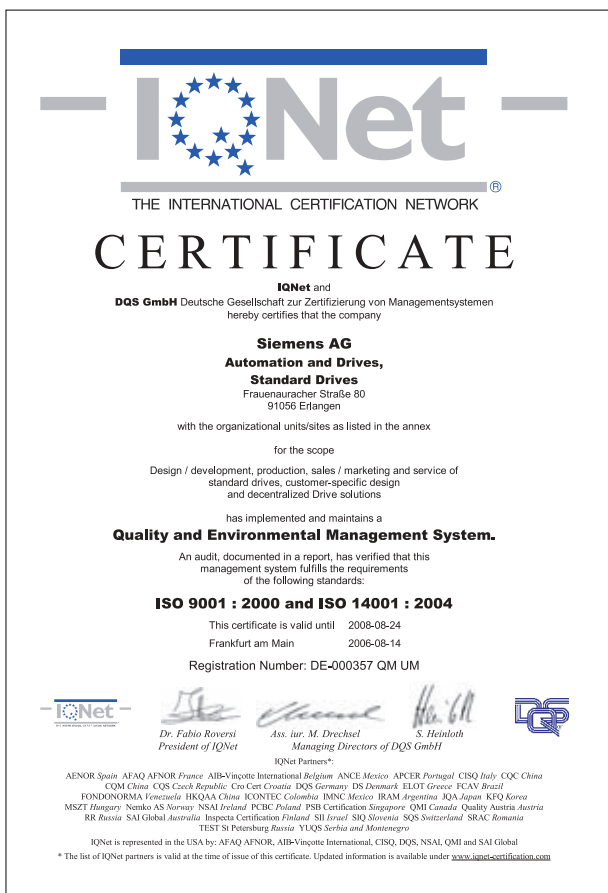 IQNet
®
THE INTERNATIONAL CERTIFICATION NETWORK
CERTIFICATE
IQNet and
DQS GmbH Deutsche Gesellschaft zur Zertifizierung von Managementsystemen
hereby certifies that the company
Siemens AG
Automation and Drives,
Standard Drives
Frauenauracher Straße 80
91056 Erlangen
with the organizational units/sites as listed in the annex
for the scope
Design / development, production, sales / marketing and service of
standard drives, customer-specific design
and decentralized Drive solutions
has implemented and maintains a
Quality and Environmental Management System.
An audit, documented in a report, has verified that this
management system fulfills the requirements
of the following standards:
ISO 9001 : 2000 and ISO 14001 : 2004
This certificate is valid until 2008-08-24
Frankfurt am Main 2006-08-14
Registration Number: DE-000357 QM UM
IQNet
DQS
Dr. Fabio Roversi Ass. iur. M. Drechsel S. Heinloth
President of IQNet Managing Directors of DQS GmbH
IQNet Partners*:
AENOR Spain AFAQ AFNOR France AIB-Vinçotte International Belgium ANCE Mexico APCER Portugal CISQ Italy CQC China
CQM China CQS Czech Republic Cro Cert Croatia DQS Germany DS Denmark ELOT Greece FCAV Brazil
FONDONORMA Venezuela HKQAA China ICONTEC Colombia IMNC Mexico IRAM Argentina JQA Japan KFQ Korea
MSZT Hungary Nemko AS Norway NSAI Ireland PCBC Poland PSB Certification Singapore QMI Canada Quality Austria Austria
RR Russia SAI Global Australia Inspecta Certification Finland SII Israel SIQ Slovenia SQS Switzerland SRAC Romania
TEST St Petersburg Russia YUQS Serbia and Montenegro
IQNet is represented in the USA by: AFAQ AFNOR, AIB-Vinçotte International, CISQ, DQS, NSAI, QMI and SAI Global
* The list of IQNet partners is valid at the time of issue of this certificate. Updated information is available under www.iqnet-certification.com